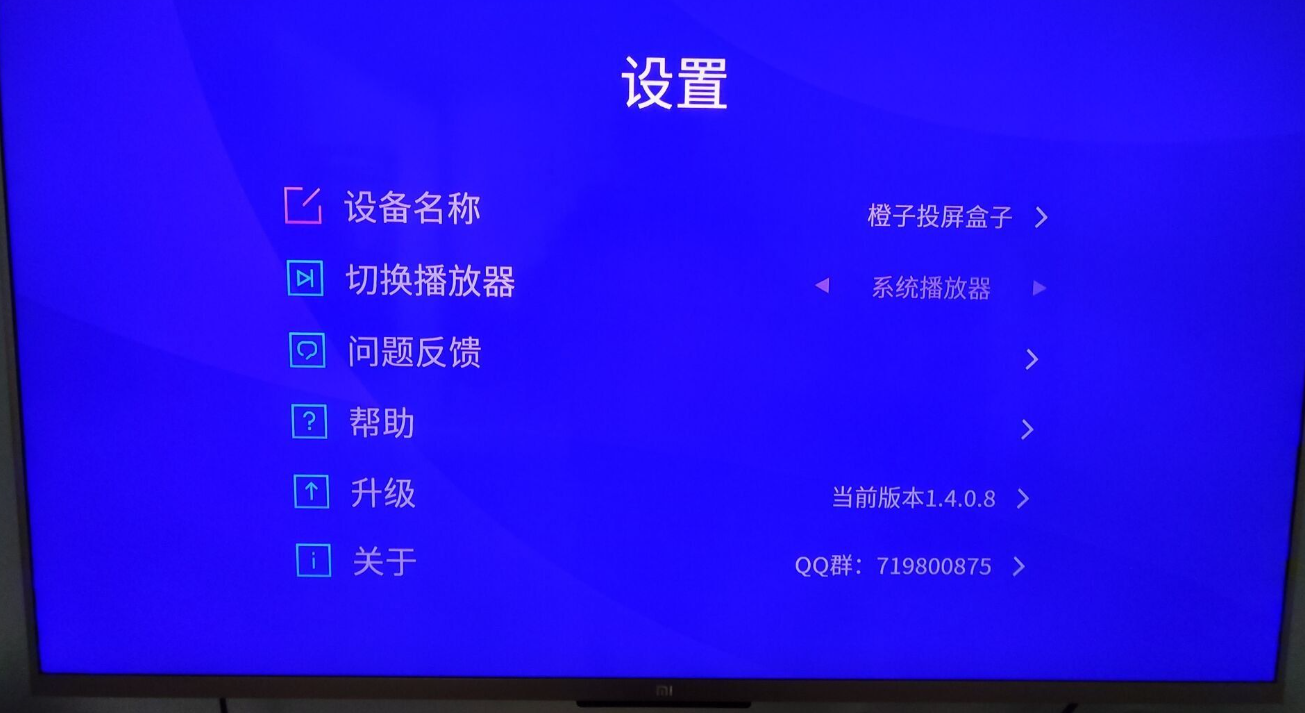 设置
设备名称 橙子投屏盒子
切换播放器 系统播放器
问题反馈
帮助
升级 当前版本1.4.0.8
关于 QQ群：719800875
mi